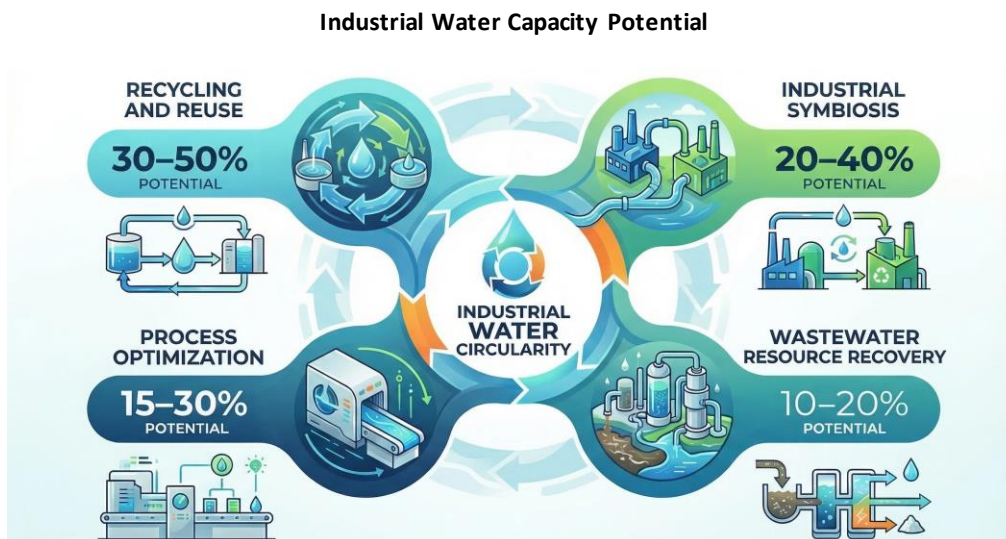 Industrial Water Capacity Potential
RECYCLING
AND REUSE
30–50%
POTENTIAL
INDUSTRIAL
SYMBIOSIS
20–40%
POTENTIAL
INDUSTRIAL
WATER
CIRCULARITY
PROCESS
OPTIMIZATION
15–30%
POTENTIAL
WASTEWATER
RESOURCE RECOVERY
10–20%
POTENTIAL